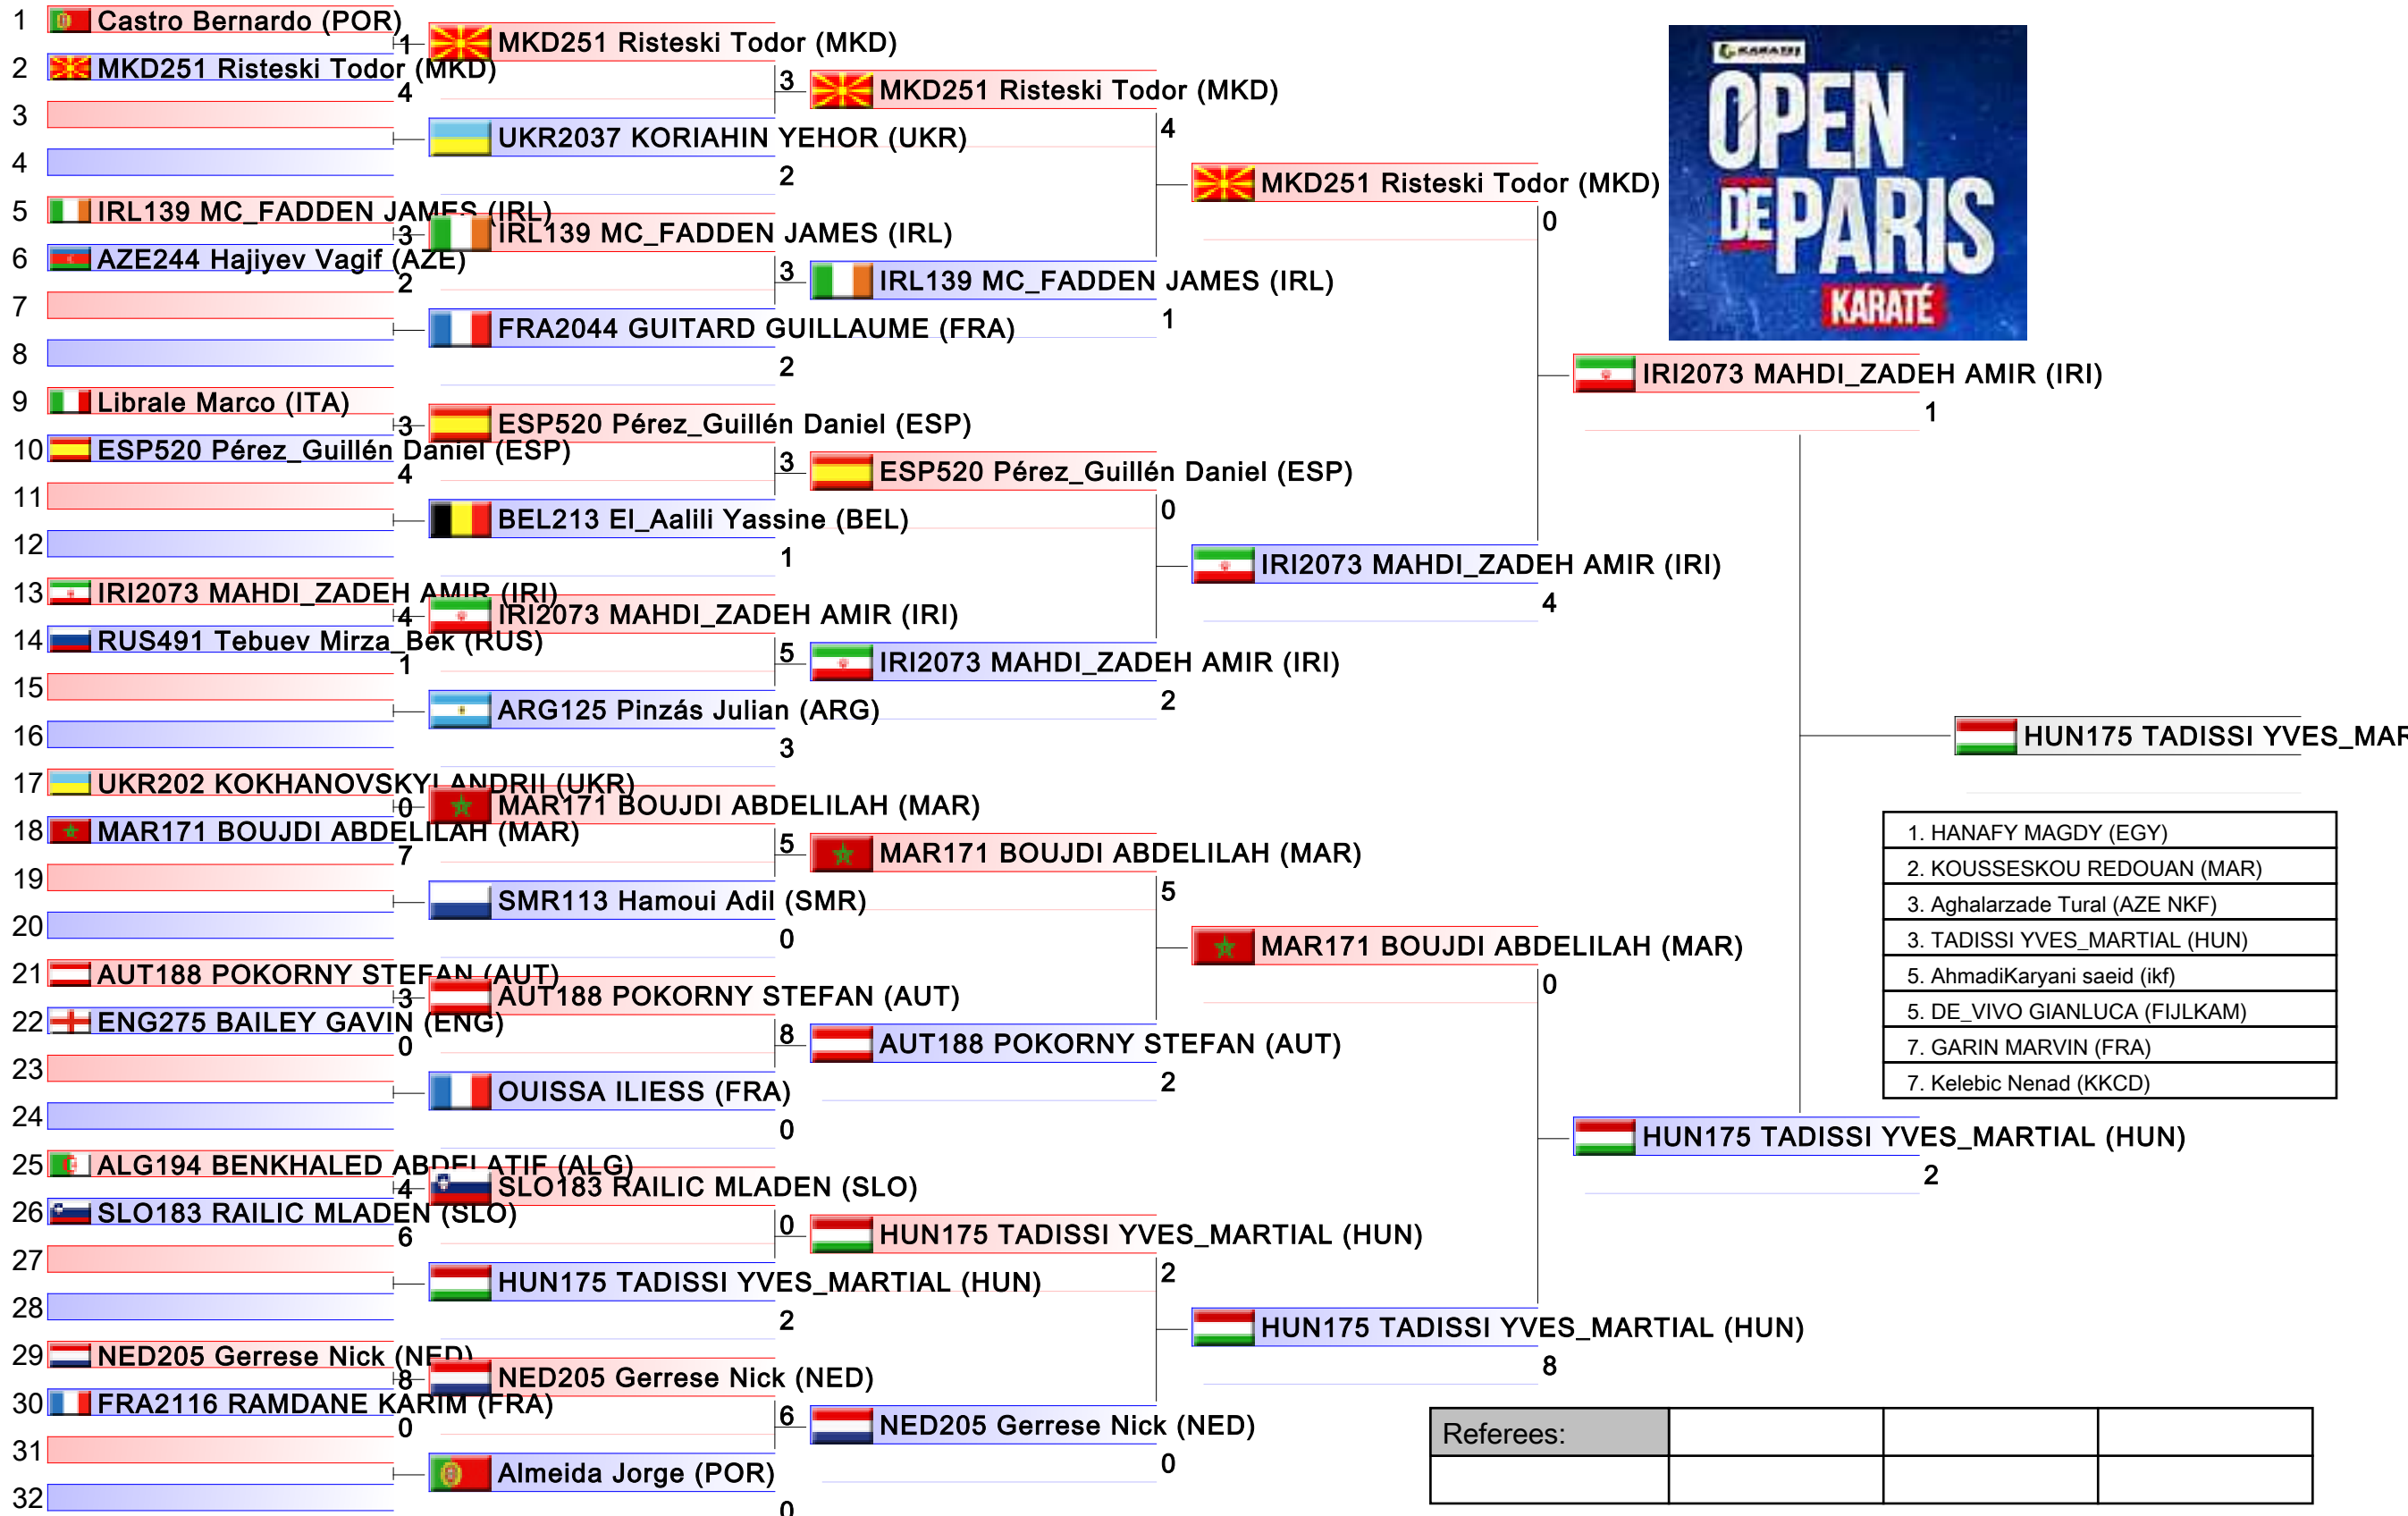 1 Castro Bernardo (POR)
1
2 MKD251 Risteski Todor (MKD)
4
3
4
5 IRL139 MC_FADDEN JAMES (IRL)
3
6 AZE244 Hajiyev Vagif (AZE)
2
7
8
9 Librale Marco (ITA)
3
10 ESP520 Pérez_Guillén Daniel (ESP)
4
11
12
13 IRI2073 MAHDI_ZADEH AMIR (IRI)
4
14 RUS491 Tebuev Mirza_Bek (RUS)
1
15
16
17 UKR202 KOKHANOVSKYI ANDRII (UKR)
0
18 MAR171 BOUJDI ABDELILAH (MAR)
7
19
20
21 AUT188 POKORNY STEFAN (AUT)
3
22 ENG275 BAILEY GAVIN (ENG)
0
23
24
25 ALG194 BENKHALED ABDELATIF (ALG)
4
26 SLO183 RAILIC MLADEN (SLO)
6
27
28
29 NED205 Gerrese Nick (NED)
8
30 FRA2116 RAMDANE KARIM (FRA)
0
31
32
MKD251 Risteski Todor (MKD)
3
UKR2037 KORIAHIN YEHOR (UKR)
2
IRL139 MC_FADDEN JAMES (IRL)
3
FRA2044 GUITARD GUILLAUME (FRA)
2
ESP520 Pérez_Guillén Daniel (ESP)
3
BEL213 El_Aalili Yassine (BEL)
1
IRI2073 MAHDI_ZADEH AMIR (IRI)
5
ARG125 Pinzás Julian (ARG)
3
MAR171 BOUJDI ABDELILAH (MAR)
5
SMR113 Hamoui Adil (SMR)
0
AUT188 POKORNY STEFAN (AUT)
8
OUISSA ILIESS (FRA)
0
SLO183 RAILIC MLADEN (SLO)
0
HUN175 TADISSI YVES_MARTIAL (HUN)
2
NED205 Gerrese Nick (NED)
6
Almeida Jorge (POR)
0
MKD251 Risteski Todor (MKD)
4
IRL139 MC_FADDEN JAMES (IRL)
1
ESP520 Pérez_Guillén Daniel (ESP)
0
IRI2073 MAHDI_ZADEH AMIR (IRI)
2
MAR171 BOUJDI ABDELILAH (MAR)
5
AUT188 POKORNY STEFAN (AUT)
2
HUN175 TADISSI YVES_MARTIAL (HUN)
2
NED205 Gerrese Nick (NED)
0
MKD251 Risteski Todor (MKD)
0
IRI2073 MAHDI_ZADEH AMIR (IRI)
4
MAR171 BOUJDI ABDELILAH (MAR)
0
HUN175 TADISSI YVES_MARTIAL (HUN)
8
KARATE1
OPEN
DE PARIS
KARATÉ
IRI2073 MAHDI_ZADEH AMIR (IRI)
1
HUN175 TADISSI YVES_MARTIAL (HUN)
2
HUN175 TADISSI YVES_MAR
1. HANAFY MAGDY (EGY)
2. KOUSSESKOU REDOUAN (MAR)
3. Aghalarzade Tural (AZE NKF)
3. TADISSI YVES_MARTIAL (HUN)
5. AhmadiKaryani saeid (ikf)
5. DE_VIVO GIANLUCA (FIJLKAM)
7. GARIN MARVIN (FRA)
7. Kelebic Nenad (KKCD)
Referees: